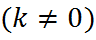 (k ≠ 0)